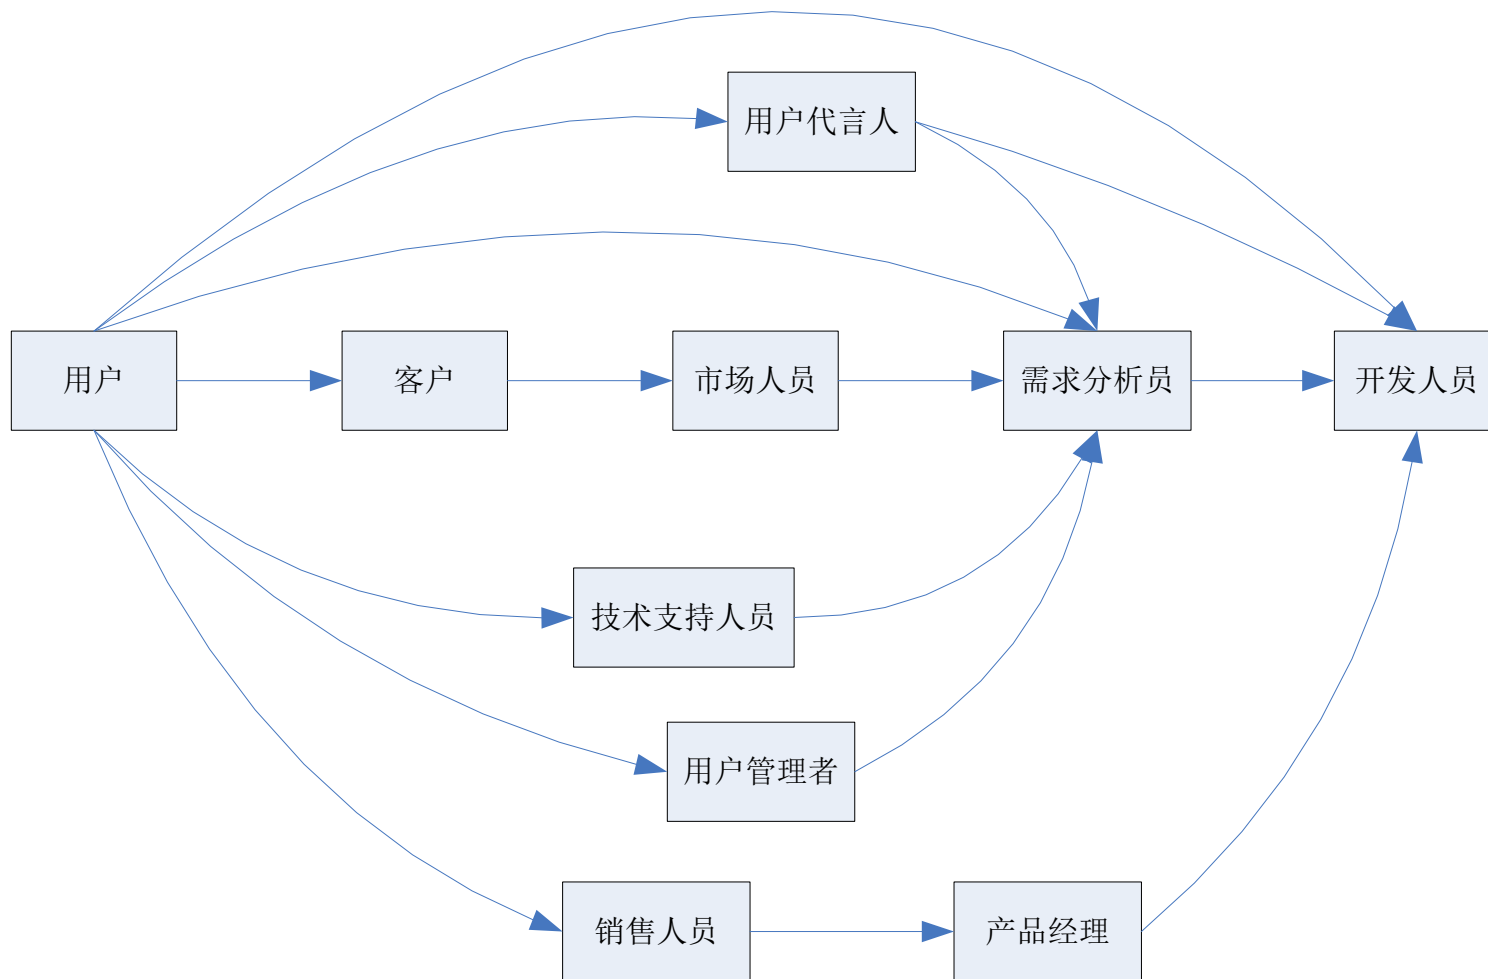 用户代言人
用户
客户
市场人员
需求分析员
开发人员
技术支持人员
用户管理者
销售人员
产品经理